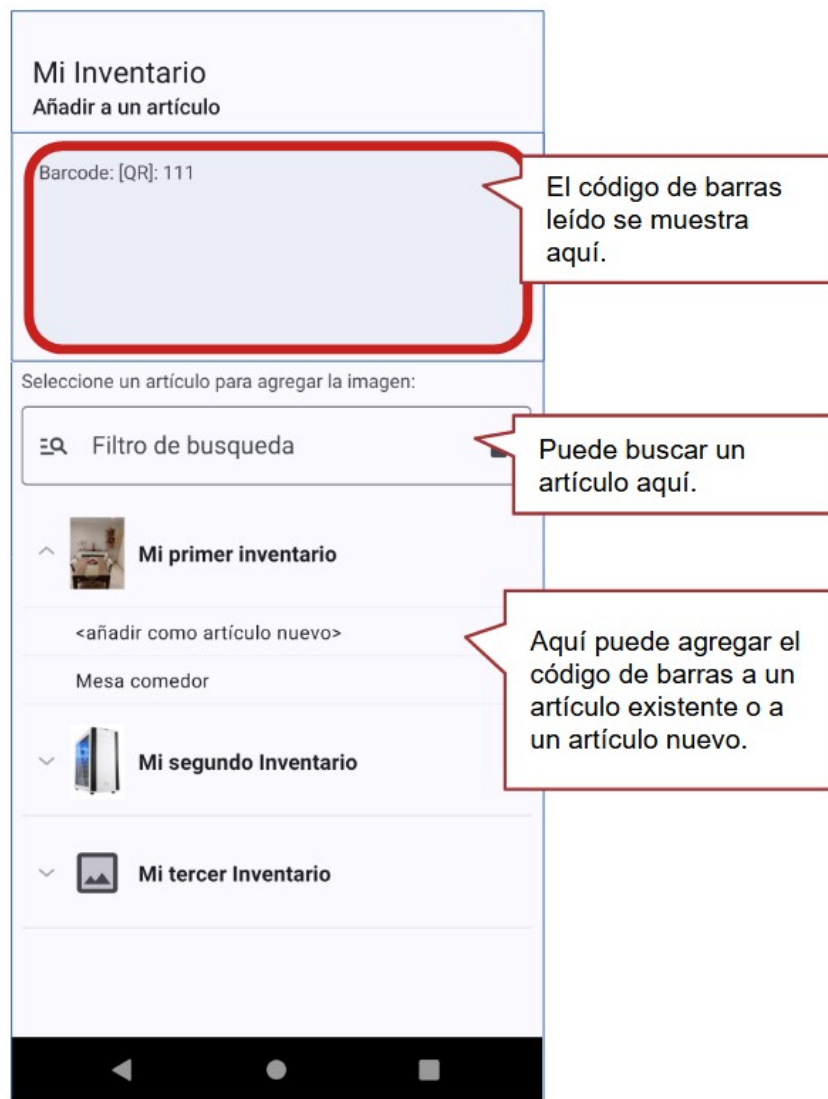 Mi Inventario
Añadir a un artículo
Barcode: [QR]: 111
El código de barras
leído se muestra
aquí.
Seleccione un artículo para agregar la imagen:
Filtro de busqueda
Puede buscar un
artículo aquí.
Mi primer inventario
<añadir como artículo nuevo>
Mesa comedor
Aquí puede agregar el
código de barras a un
artículo existente o a
un artículo nuevo.
Mi segundo Inventario
Mi tercer Inventario